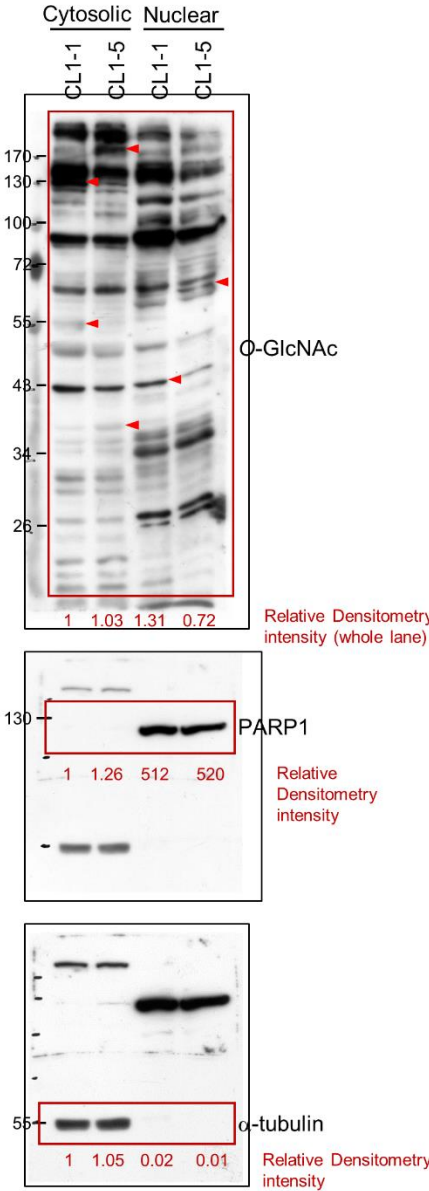 Cytosolic Nuclear
CL1-1 CL1-5 CL1-1 CL1-5
170
130
100
72
55
43
34
26
O-GlcNAc
1 1.03 1.31 0.72
Relative Densitometry
intensity (whole lane)
130
PARP1
1 1.26 512 520
Relative
Densitometry
intensity
55
α-tubulin
1 1.05 0.02 0.01
Relative Densitometry
intensity